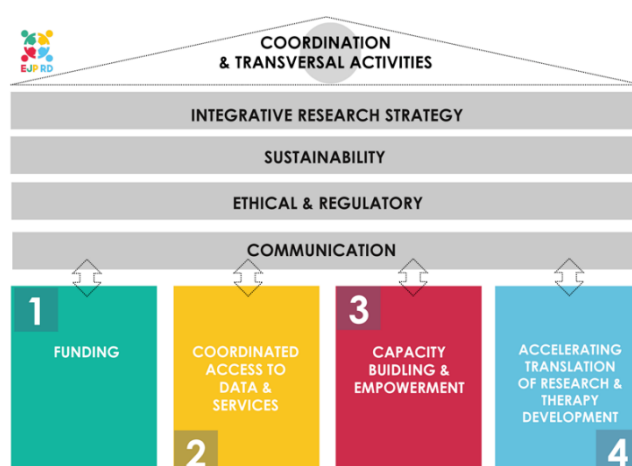 COORDINATION
& TRANSVERSAL ACTIVITIES
EJP RD
INTEGRATIVE RESEARCH STRATEGY
SUSTAINABILITY
ETHICAL & REGULATORY
COMMUNICATION
1
FUNDING
COORDINATED
ACCESS TO
DATA &
SERVICES
2
3
CAPACITY
BUIDLING &
EMPOWERMENT
ACCELERATING
TRANSLATION
OF RESEARCH &
THERAPY
DEVELOPMENT
4